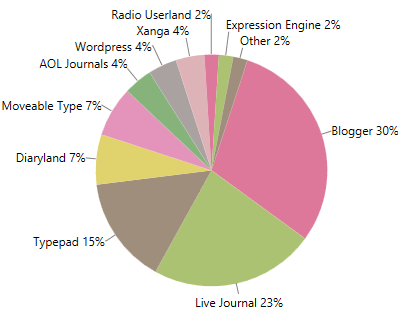 Radio Userland 2%
Expression Engine 2%
Xanga 4%
Other 2%
Wordpress 4%
AOL Journals 4%
Moveable Type 7%
Blogger 30%
Diaryland 7%
Typepad 15%
Live Journal 23%